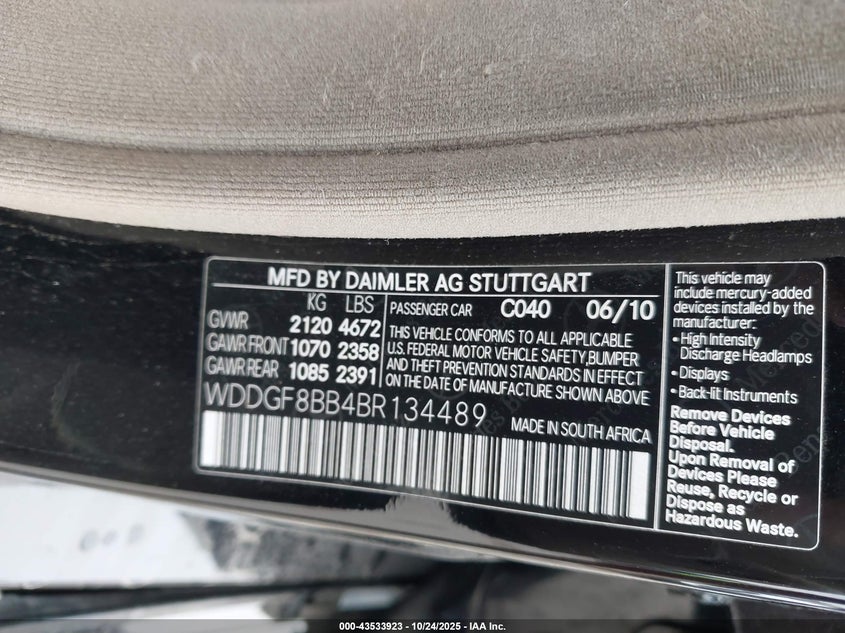 MFD BY DAIMLER AG STUTTGART
KG LBS
GVWR 2120 4672
GAWR FRONT 1070 2358
GAWR REAR 1085 2391
PASSENGER CAR C040 06/10
THIS VEHICLE CONFORMS TO ALL APPLICABLE
U.S. FEDERAL MOTOR VEHICLE SAFETY,BUMPER
AND THEFT PREVENTION STANDARDS IN EFFECT
ON THE DATE OF MANUFACTURE SHOWN ABOVE
WDDGF8BB4BR134489
MADE IN SOUTH AFRICA
This vehicle may
include mercury-added
devices installed by the
manufacturer:
• High Intensity
Discharge Headlamps
• Displays
• Back-lit Instruments
Remove Devices
Before Vehicle
Disposal.
Upon Removal of
Devices Please
Reuse, Recycle or
Dispose as
Hazardous Waste.
000-43533923 | 10/24/2025 - IAA Inc.